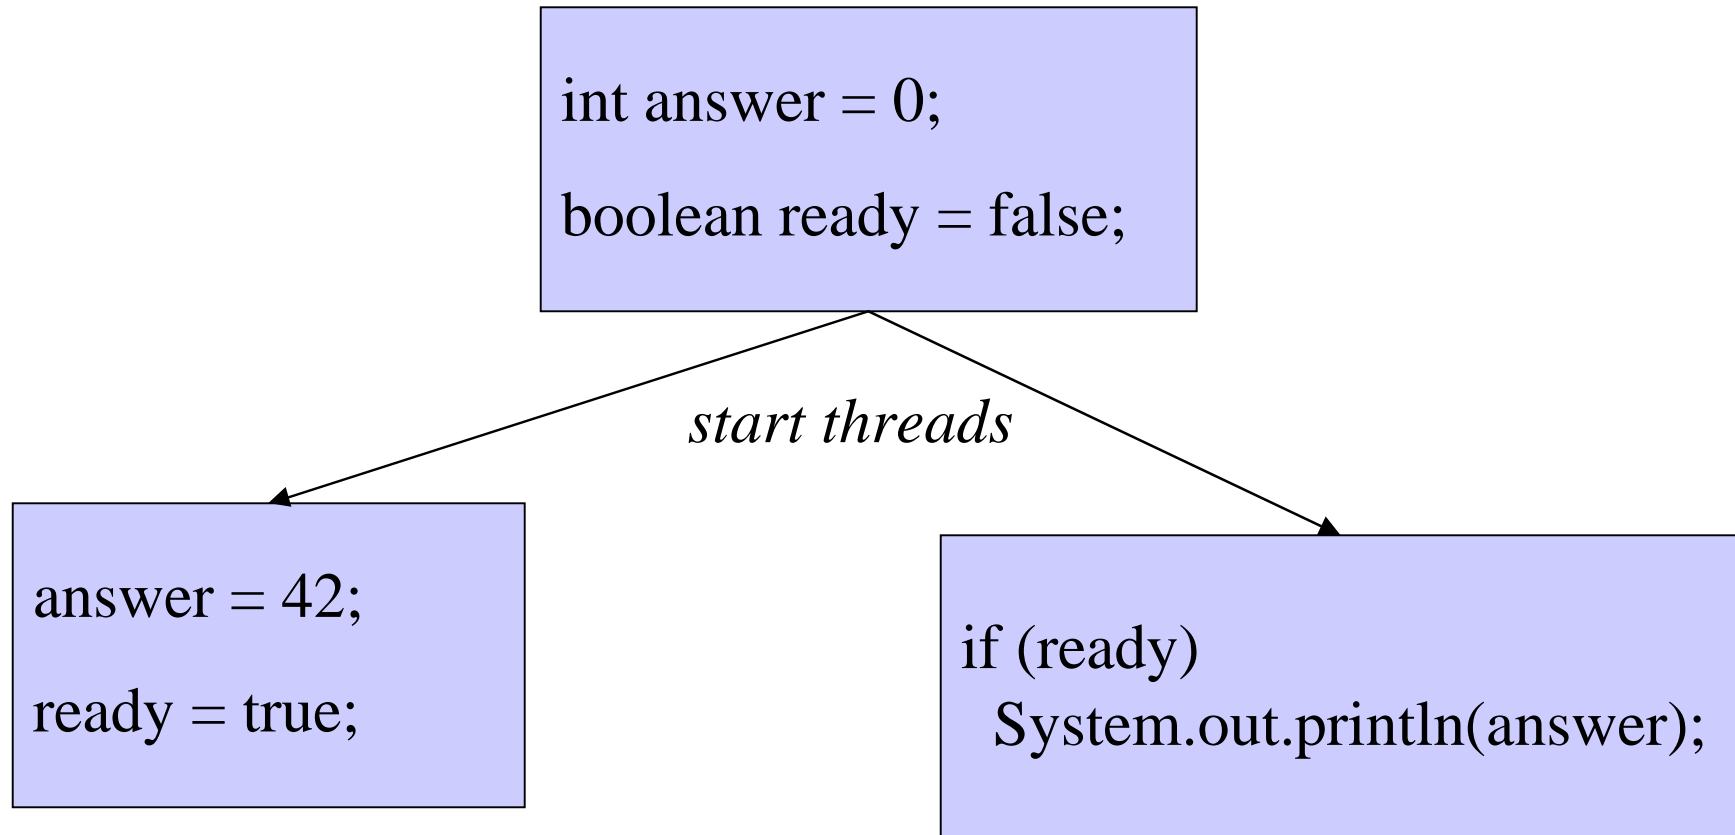 int answer = 0;
boolean ready = false;
start threads
answer = 42;
ready = true;
if (ready)
System.out.println(answer);